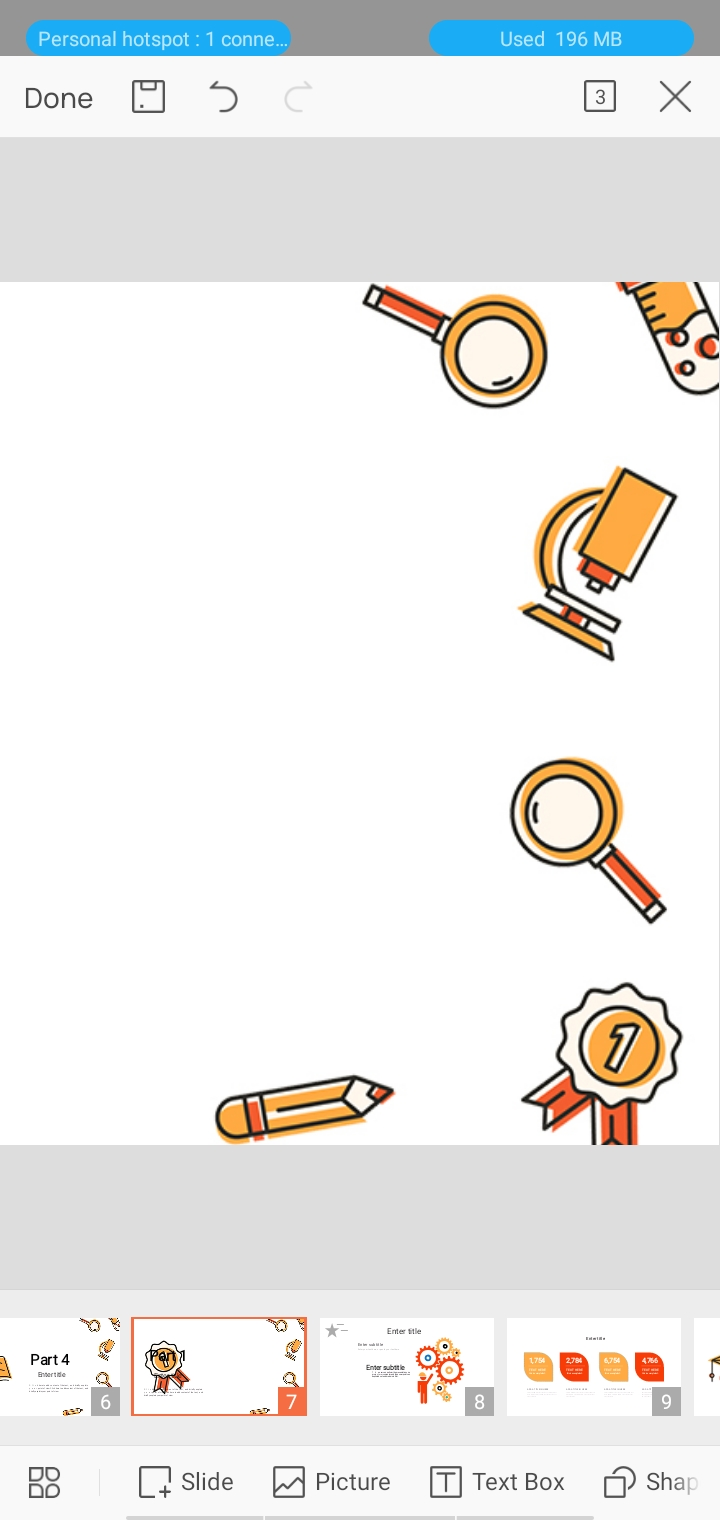 Personal hotspot : 1 conne...
Used 196 MB
Done
3
1
Part 4
Enter title
6
Part 1
7
Enter title
Enter subtitle
Enter subtitle
8
Enter title
1,784
2,784
6,784
4,766
9
Slide
Picture
Text Box
Shap